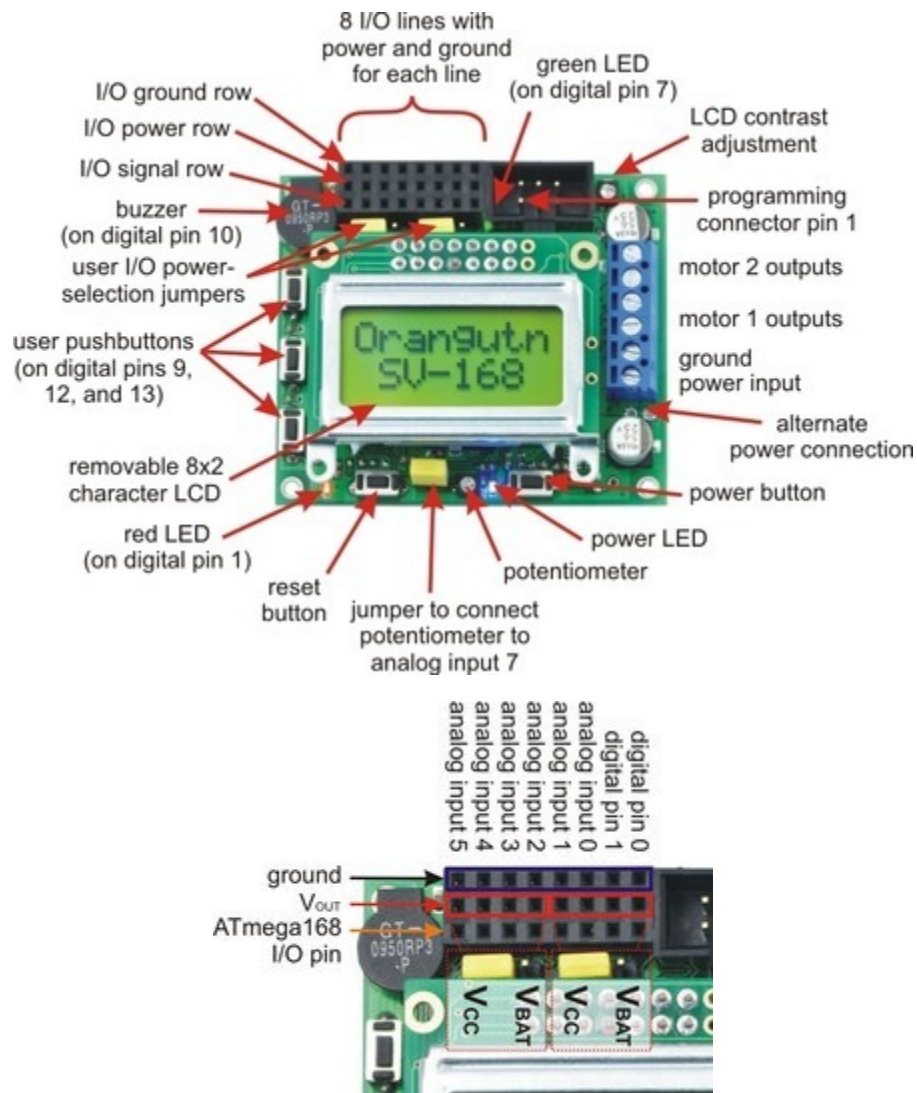 8 I/O lines with
power and ground
for each line
green LED
(on digital pin 7)
I/O ground row
I/O power row
I/O signal row
LCD contrast
adjustment
buzzer
(on digital pin 10)
programming
connector pin 1
GT-
0950RP3
-P
user I/O power-
selection jumpers
motor 2 outputs
motor 1 outputs
user pushbuttons
(on digital pins 9,
12, and 13)
Orangutn
SV-168
ground
power input
alternate
power connection
removable 8x2
character LCD
power button
red LED
(on digital pin 1)
power LED
potentiometer
reset
button
jumper to connect
potentiometer to
analog input 7
analog input 5
analog input 4
analog input 3
analog input 2
analog input 1
analog input 0
digital pin 1
digital pin 0
ground
VOUT
ATmega168
I/O pin
GT-
0950RP3
-P
VCC
VBAT
VCC
VBAT